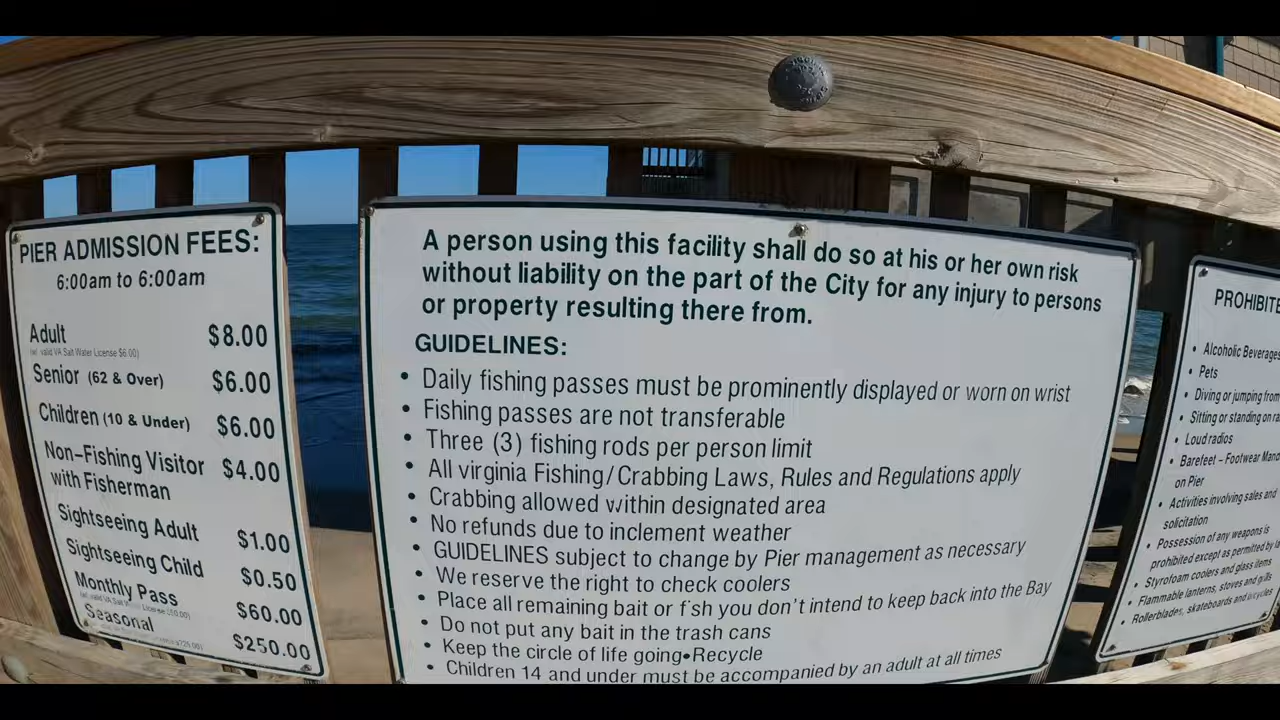 PIER ADMISSION FEES:
6:00am to 6:00am
Adult $8.00
(w/ valid VA Salt Water License $6.00)
Senior (62 & Over) $6.00
Children (10 & Under) $6.00
Non-Fishing Visitor $4.00
with Fisherman
Sightseeing Adult $1.00
Sightseeing Child $0.50
Monthly Pass $60.00
Seasonal $250.00
A person using this facility shall do so at his or her own risk
without liability on the part of the City for any injury to persons
or property resulting there from.
GUIDELINES:
• Daily fishing passes must be prominently displayed or worn on wrist
• Fishing passes are not transferable
• Three (3) fishing rods per person limit
• All virginia Fishing/Crabbing Laws, Rules and Regulations apply
• Crabbing allowed within designated area
• No refunds due to inclement weather
• GUIDELINES subject to change by Pier management as necessary
• We reserve the right to check coolers
• Place all remaining bait or fish you don't intend to keep back into the Bay
• Do not put any bait in the trash cans
• Keep the circle of life going•Recycle
• Children 14 and under must be accompanied by an adult at all times
PROHIBITE
• Alcoholic Beverages
• Pets
• Diving or jumping from
• Sitting or standing on
• Loud radios
• Barefeet – Footwear
on Pier
• Activities involving sales and
solicitation
• Possession of any weapons is
prohibited except as permitted by
• Styrofoam coolers and glass items
• Flammable lanterns, stoves and grills
• Rollerblades, skateboards and bicycles